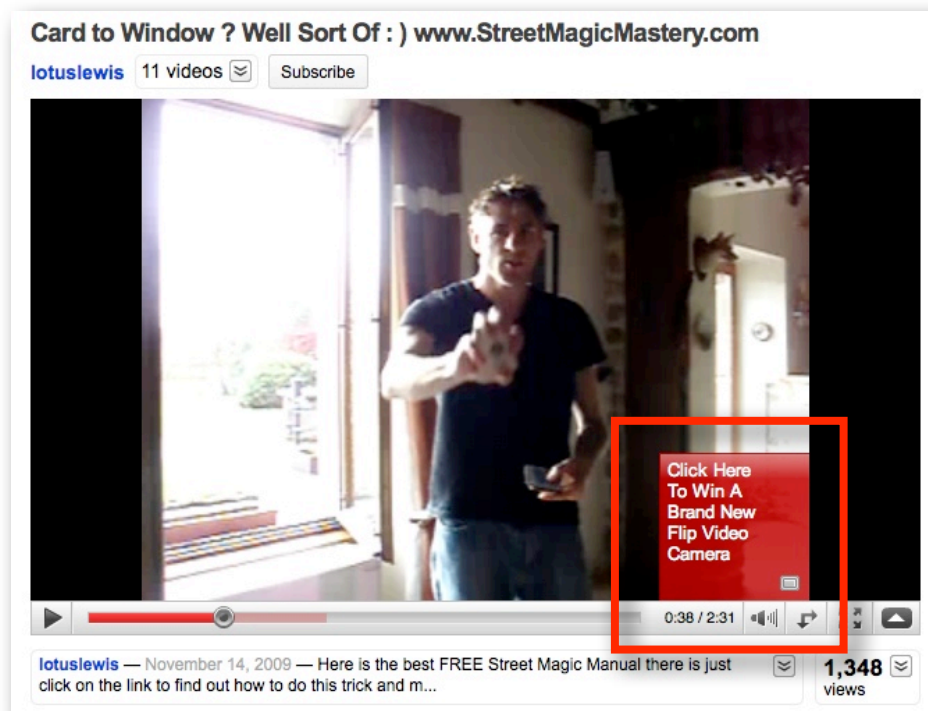 Card to Window ? Well Sort Of : ) www.StreetMagicMastery.com
lotuslewis 11 videos Subscribe
Click Here
To Win A
Brand New
Flip Video
Camera
0:38 / 2:31
lotuslewis — November 14, 2009 — Here is the best FREE Street Magic Manual there is just
click on the link to find out how to do this trick and m...
1,348
views